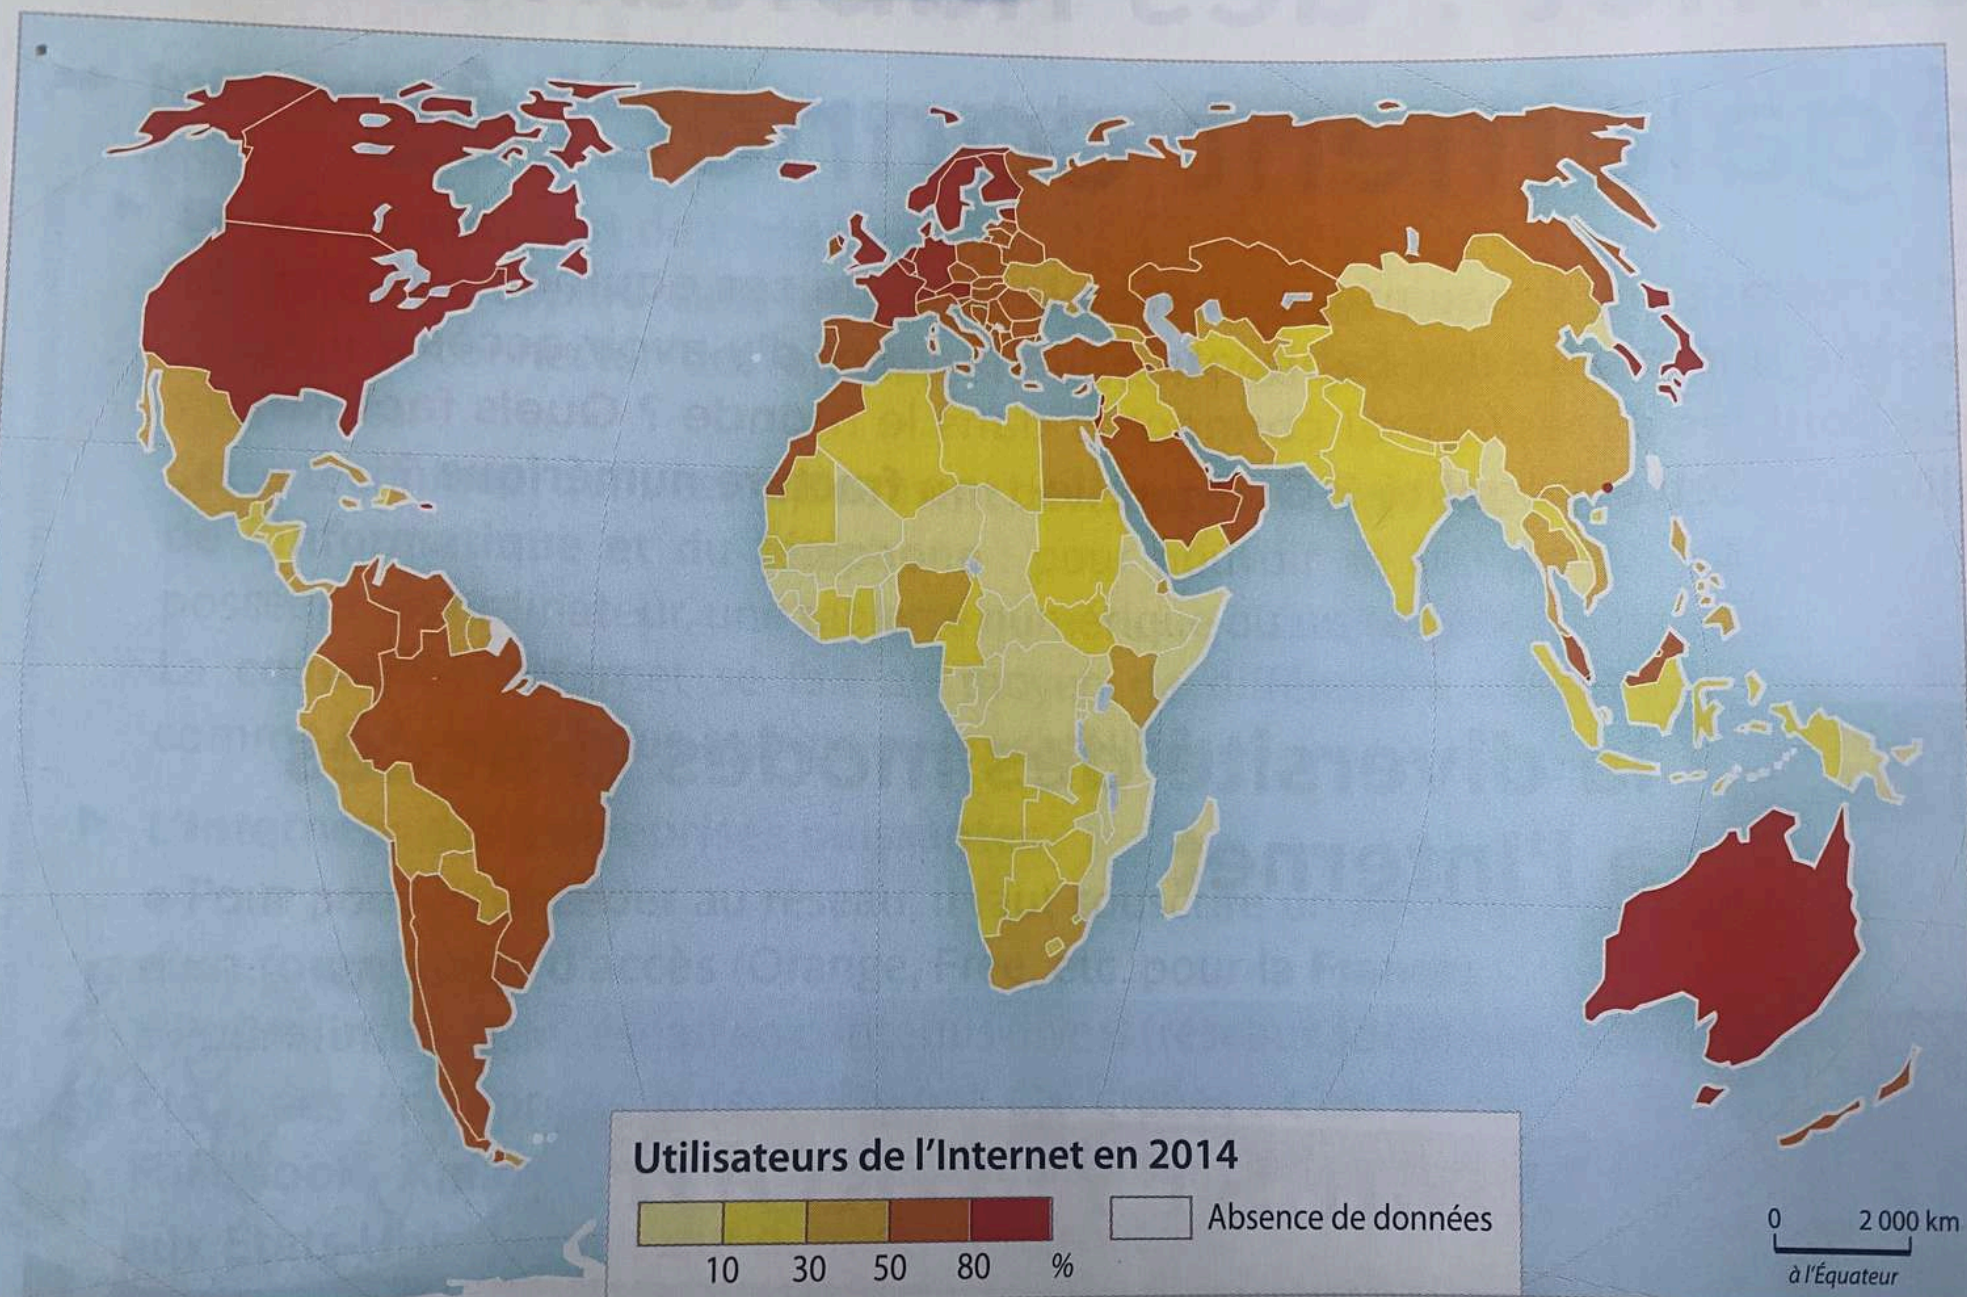 Utilisateurs de l'Internet en 2014
10 30 50 80 %
Absence de données
0 2 000 km
à l'Équateur